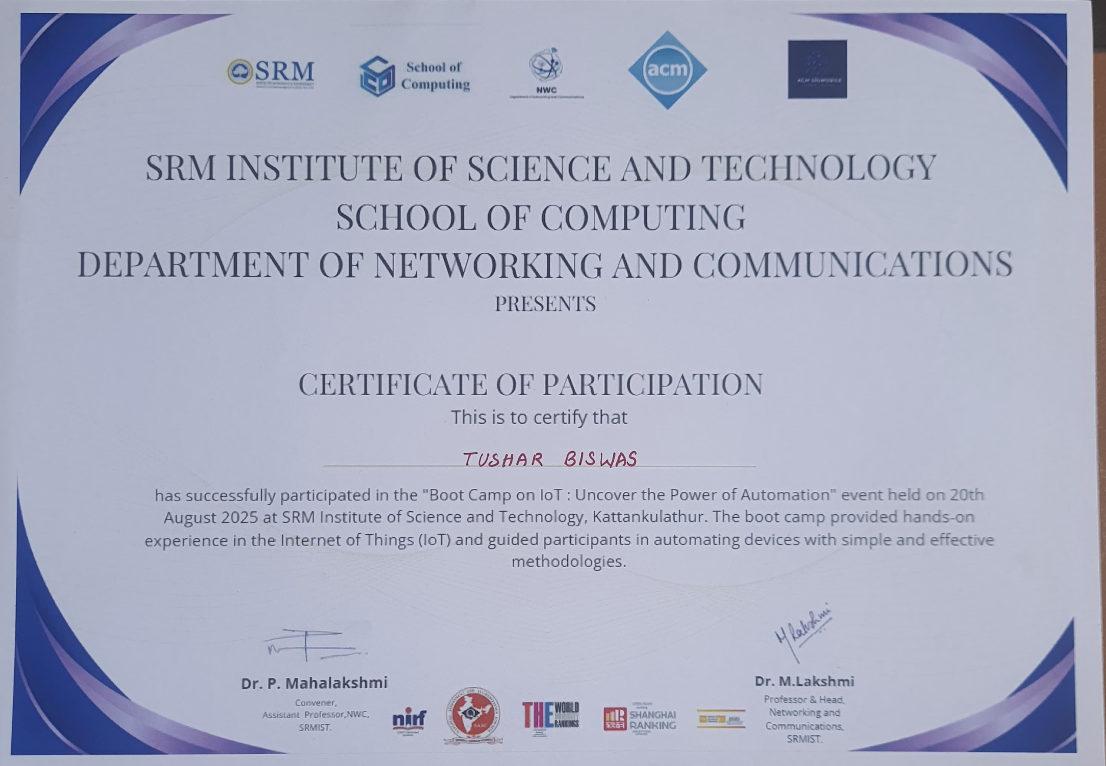 SRM
School of
Computing
NWC
acm
SRM INSTITUTE OF SCIENCE AND TECHNOLOGY
SCHOOL OF COMPUTING
DEPARTMENT OF NETWORKING AND COMMUNICATIONS
PRESENTS
CERTIFICATE OF PARTICIPATION
This is to certify that
TUSHAR BISWAS
has successfully participated in the "Boot Camp on IoT : Uncover the Power of Automation" event held on 20th
August 2025 at SRM Institute of Science and Technology, Kattankulathur. The boot camp provided hands-on
experience in the Internet of Things (IoT) and guided participants in automating devices with simple and effective
methodologies.
M.Lakshmi
Dr. P. Mahalakshmi
Convener,
Assistant Professor,NWC,
SRMIST.
Dr. M.Lakshmi
Professor & Head,
Networking and
Communications,
SRMIST.
nirf
THE WORLD
RANKINGS
SHANGHAI
RANKING